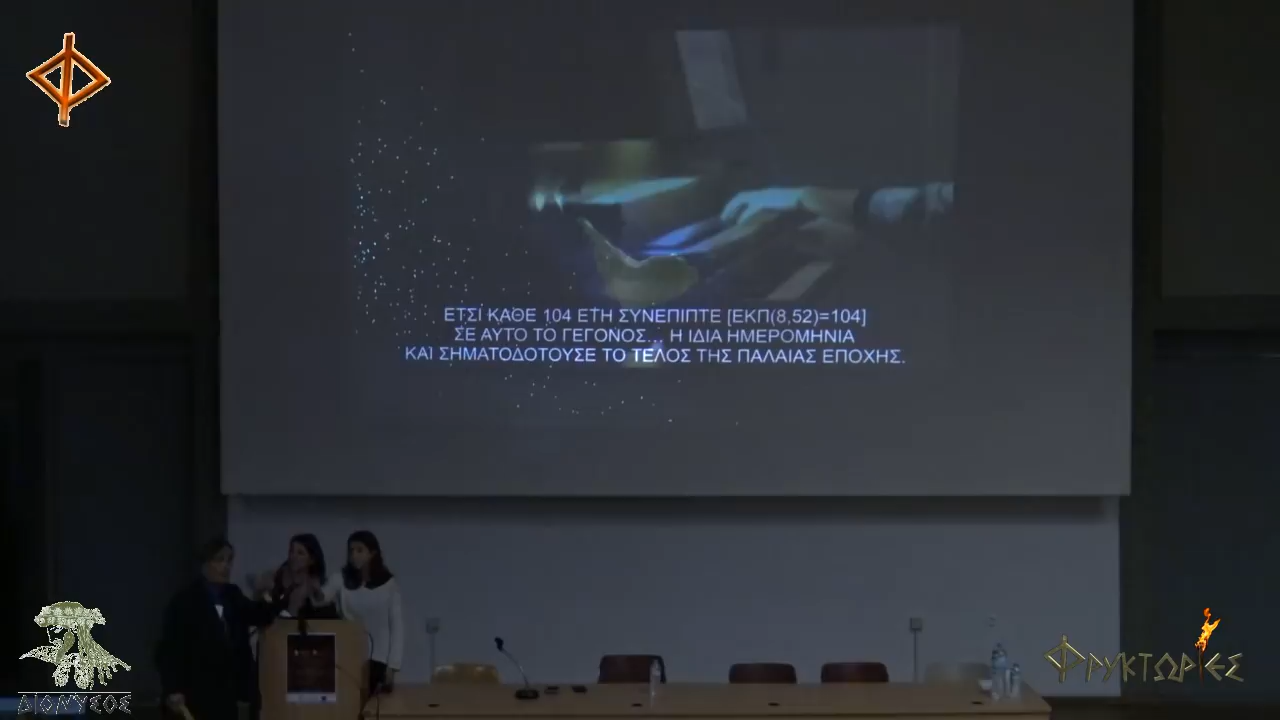 ΕΤΣΙ ΚΑΘΕ 104 ΕΤΗ ΣΥΝΕΠΙΠΤΕ [ΕΚΠ(8,52)=104]
ΣΕ ΑΥΤΟ ΤΟ ΓΕΓΟΝΟΣ... Η ΙΔΙΑ ΗΜΕΡΟΜΗΝΙΑ
ΚΑΙ ΣΗΜΑΤΟΔΟΤΟΥΣΕ ΤΟ ΤΕΛΟΣ ΤΗΣ ΠΑΛΑΙΑΣ ΕΠΟΧΗΣ.
ΔΙΟΝΥΣΟΣ
ΦΡΥΚΤΩΡΙΕΣ